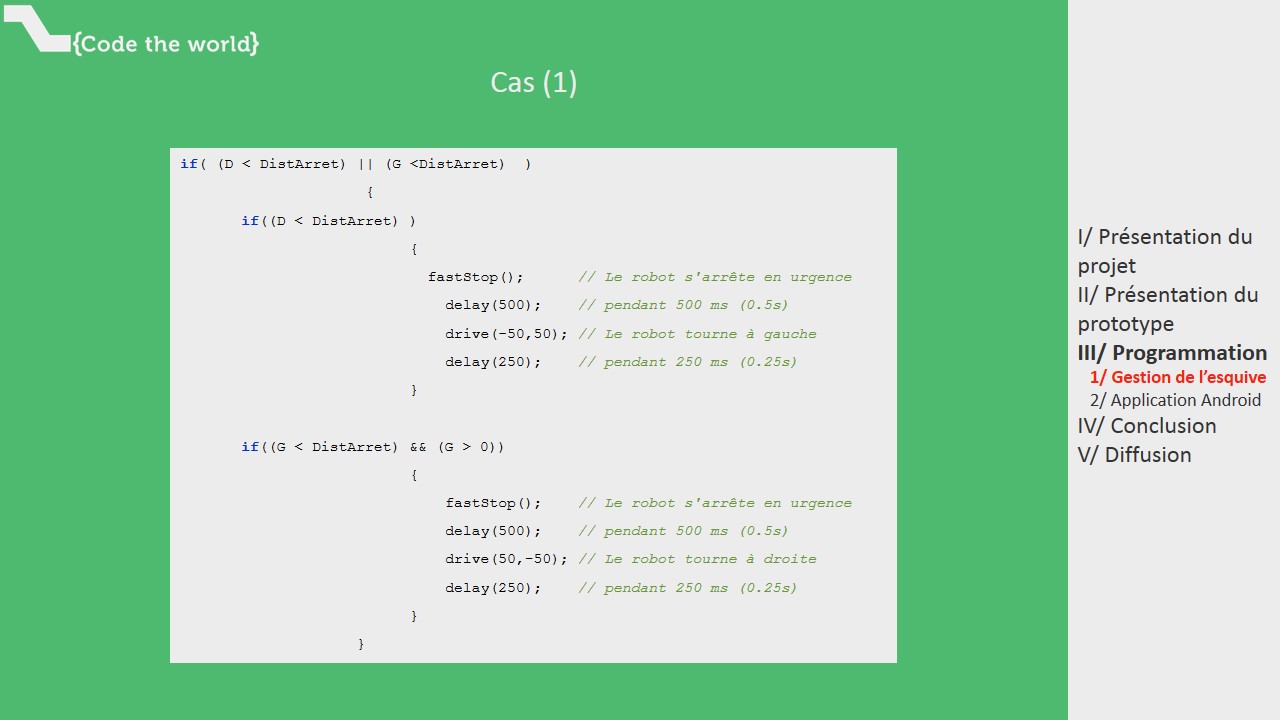 {Code the world}
Cas (1)
if( (D < DistArret) || (G <DistArret)  )
{
if((D < DistArret) )
{
fastStop(); // Le robot s'arrête en urgence
delay(500); // pendant 500 ms (0.5s)
drive(-50,50); // Le robot tourne à gauche
delay(250); // pendant 250 ms (0.25s)
}
if((G < DistArret) && (G > 0))
{
fastStop(); // Le robot s'arrête en urgence
delay(500); // pendant 500 ms (0.5s)
drive(50,-50); // Le robot tourne à droite
delay(250); // pendant 250 ms (0.25s)
}
}
I/ Présentation du
projet
II/ Présentation du
prototype
III/ Programmation
1/ Gestion de l’esquive
2/ Application Android
IV/ Conclusion
V/ Diffusion